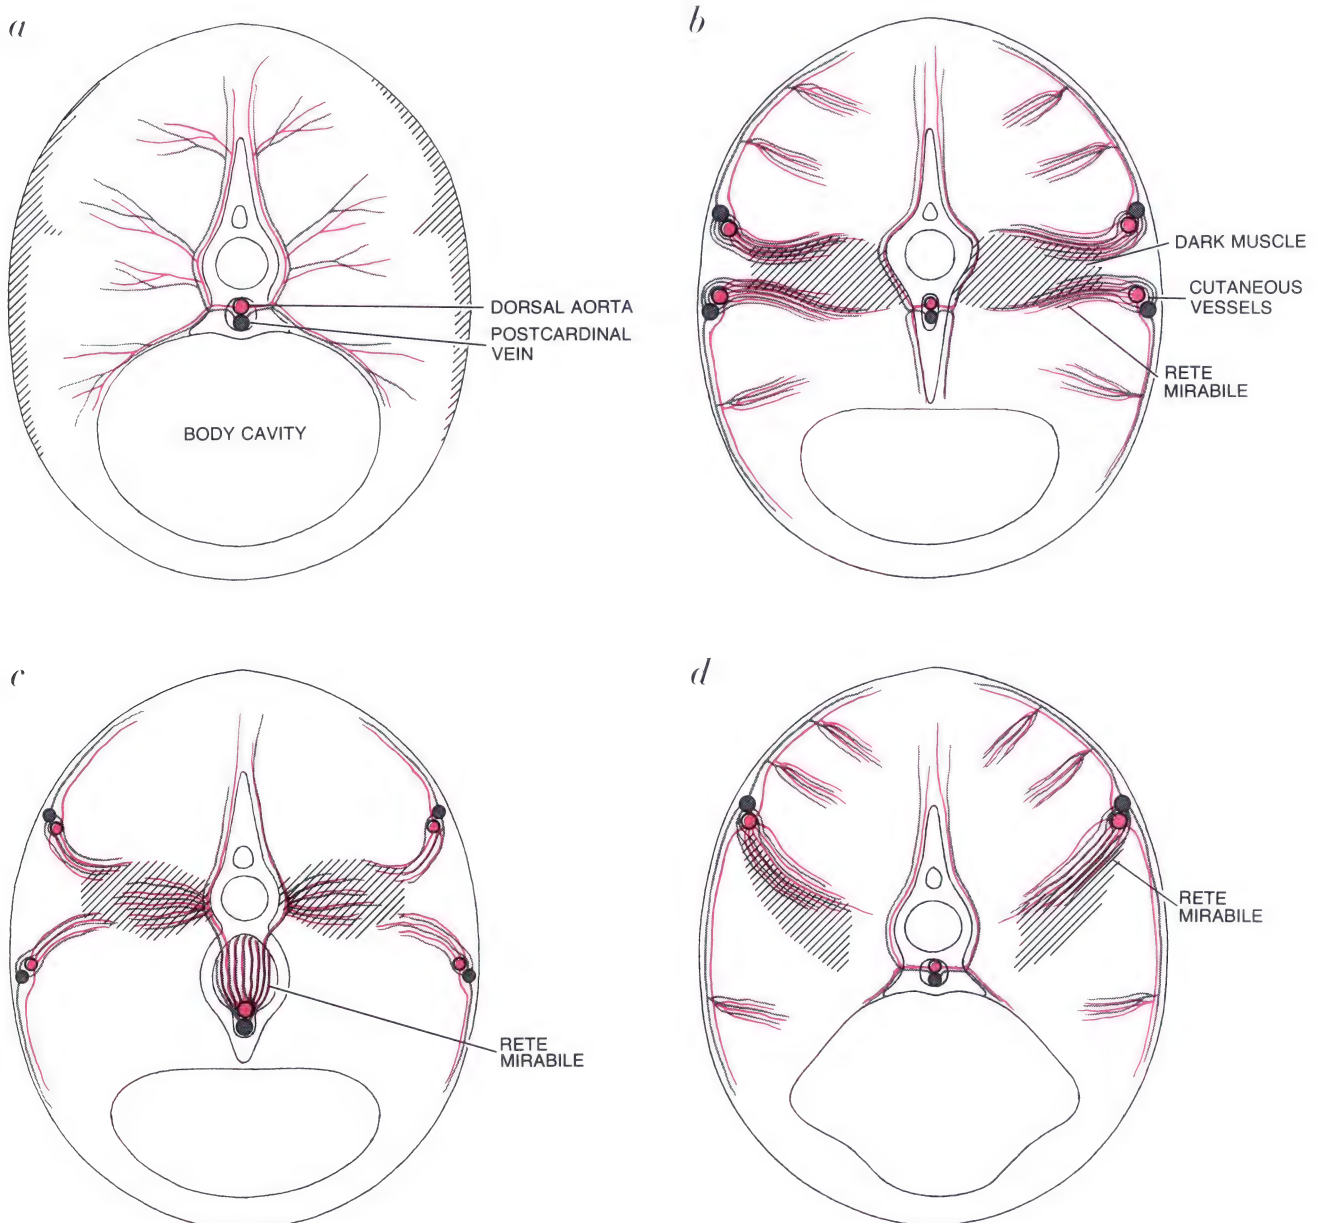 a
b
DORSAL AORTA
POSTCARDINAL
VEIN
BODY CAVITY
DARK MUSCLE
CUTANEOUS
VESSELS
RETE
MIRABILE
c
d
RETE
MIRABILE
RETE
MIRABILE